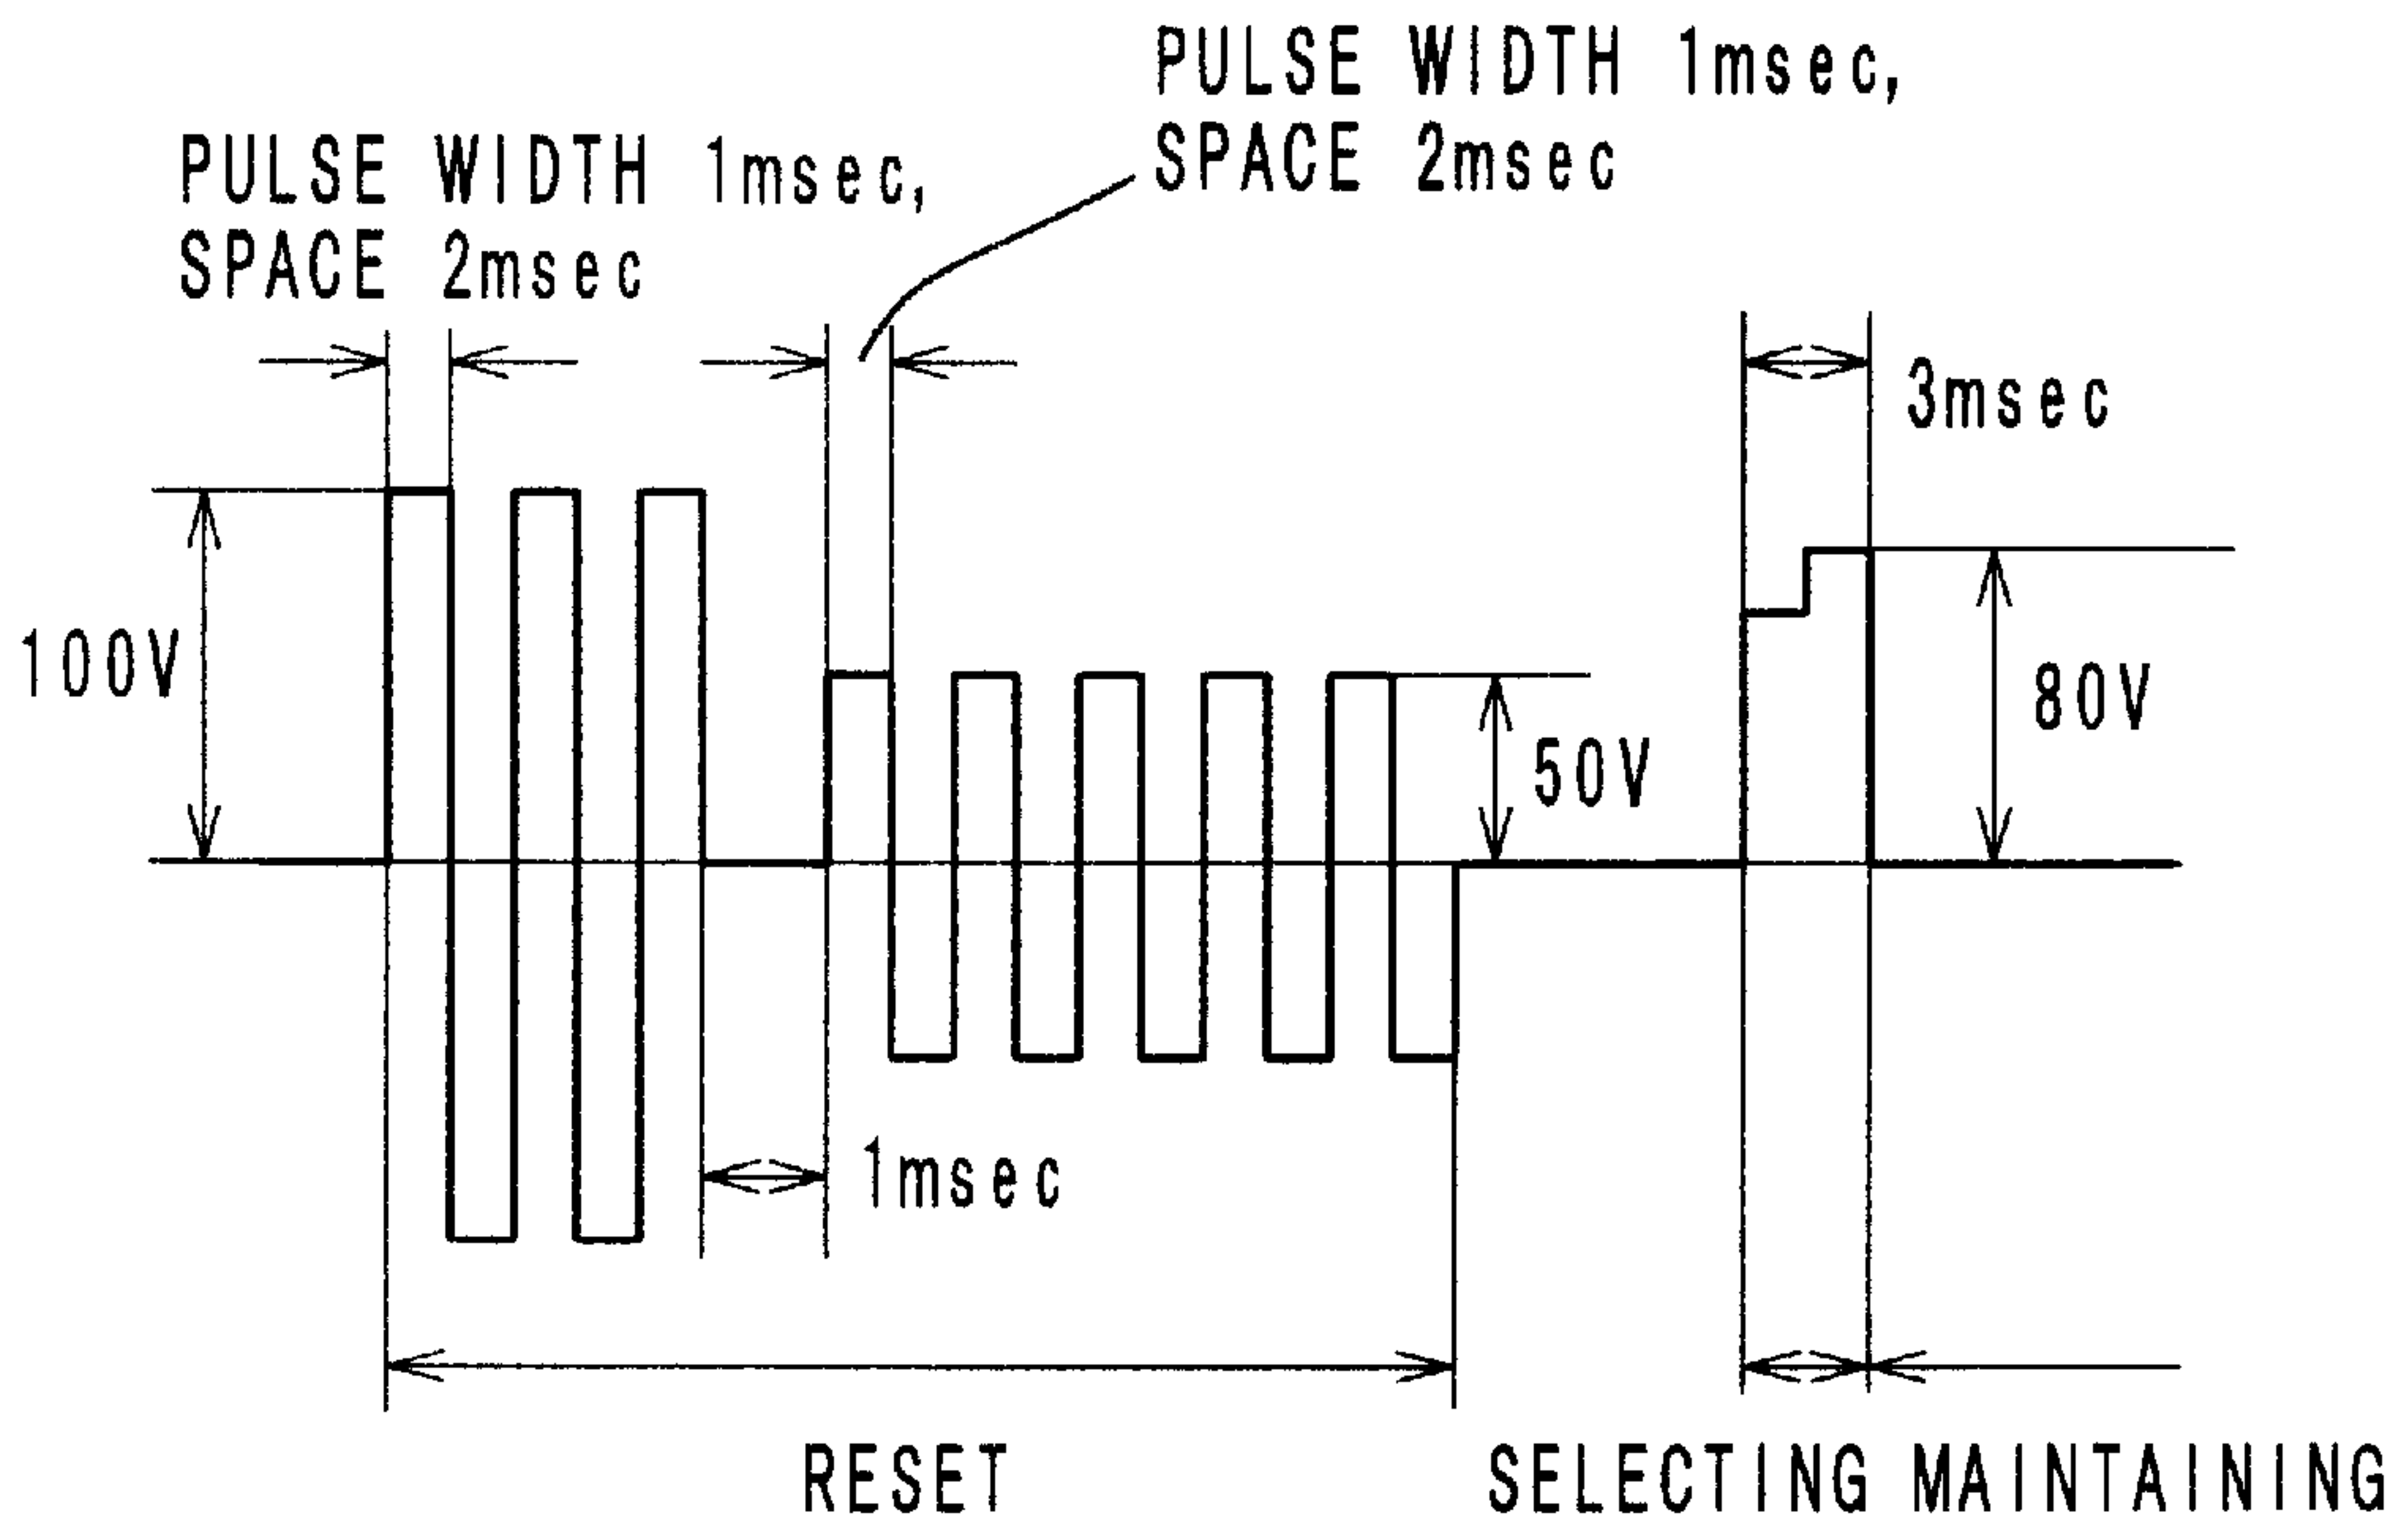 PULSE WIDTH 1msec,
SPACE 2msec
PULSE WIDTH 1msec,
SPACE 2msec
3msec
100V
50V
80V
1msec
RESET
SELECTING MAINTAINING